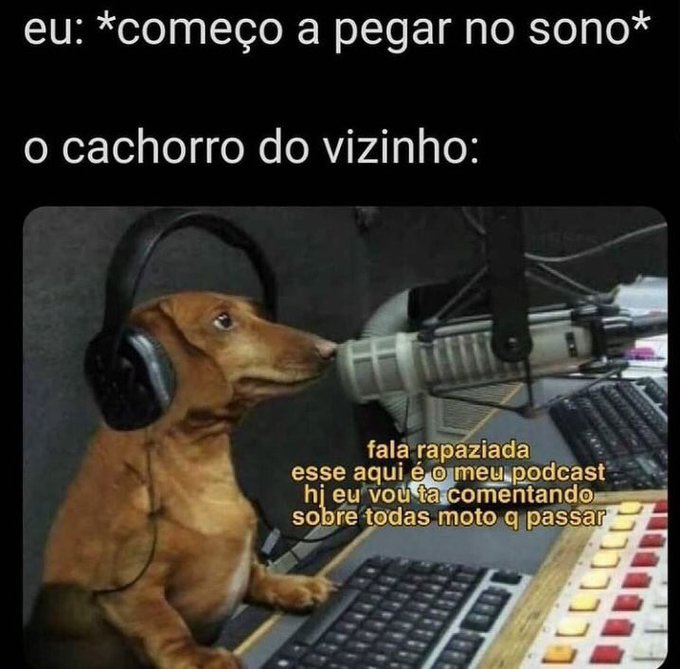 eu: *começo a pegar no sono*
o cachorro do vizinho:
fala rapaziada
esse aqui é o meu podcast
hj eu vou ta comentando
sobre todas moto q passar